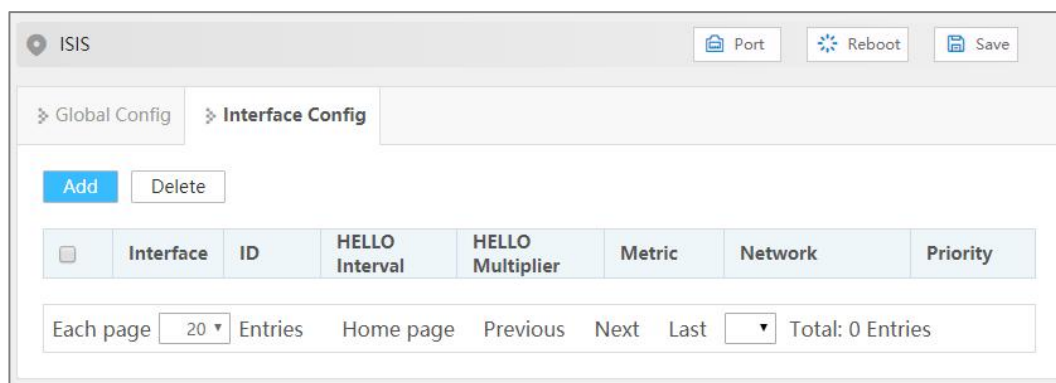 ISIS Port Reboot Save
Global Config Interface Config
Add Delete
Interface ID HELLO Interval HELLO Multiplier Metric Network Priority
Each page 20 Entries Home page Previous Next Last Total: 0 Entries